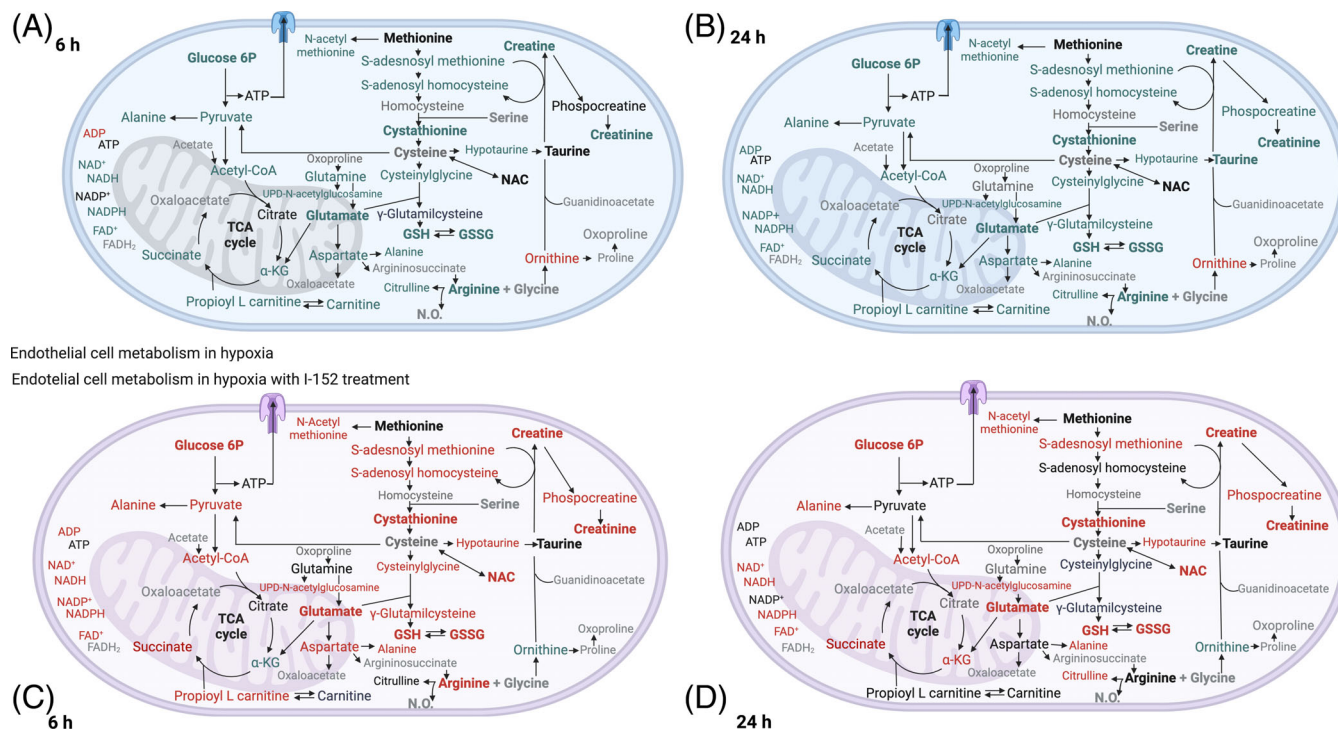 (A) 6 h
N-acetyl
methionine
Methionine
Creatine
Glucose 6P
S-adesnosyl methionine
S-adenosyl homocysteine
ATP
Homocysteine
Phospocreatine
Serine
Alanine
Pyruvate
Cystathionine
Creatinine
ADP
ATP
Acetate
Cysteine
Hypotaurine
Taurine
Oxoproline
NAD⁺
NADH
Acetyl-CoA
Glutamine
Cysteinylglycine
NAC
UPD-N-acetylglucosamine
NADP⁺
NADPH
Oxaloacetate
Citrate
Glutamate
γ-Glutamilcysteine
Guanidinoacetate
FAD⁺
FADH₂
TCA
cycle
GSH
GSSG
Oxoproline
Succinate
Aspartate
Alanine
Ornithine
Proline
α-KG
Argininosuccinate
Oxaloacetate
Citrulline
Arginine + Glycine
Propioyl L carnitine
Carnitine
N.O.
(B) 24 h
N-acetyl
methionine
Methionine
Creatine
Glucose 6P
S-adesnosyl methionine
S-adenosyl homocysteine
ATP
Homocysteine
Phospocreatine
Serine
Alanine
Pyruvate
Cystathionine
Creatinine
ADP
ATP
Acetate
Cysteine
Hypotaurine
Taurine
Oxoproline
NAD⁺
NADH
Acetyl-CoA
Glutamine
Cysteinylglycine
NAC
UPD-N-acetylglucosamine
NADP+
NADPH
Oxaloacetate
Citrate
Glutamate
γ-Glutamilcysteine
Guanidinoacetate
FAD⁺
FADH₂
TCA
cycle
GSH
GSSG
Oxoproline
Succinate
Aspartate
Alanine
Ornithine
Proline
α-KG
Argininosuccinate
Oxaloacetate
Citrulline
Arginine + Glycine
Propioyl L carnitine
Carnitine
N.O.
Endothelial cell metabolism in hypoxia
Endotelial cell metabolism in hypoxia with I-152 treatment
N-Acetyl
methionine
Methionine
Creatine
Glucose 6P
S-adesnosyl methionine
S-adenosyl homocysteine
ATP
Homocysteine
Phospocreatine
Serine
Alanine
Pyruvate
Cystathionine
Creatinine
ADP
ATP
Acetate
Cysteine
Hypotaurine
Taurine
Oxoproline
NAD⁺
NADH
Acetyl-CoA
Glutamine
Cysteinylglycine
NAC
UPD-N-acetylglucosamine
NADP⁺
NADPH
Oxaloacetate
Citrate
Glutamate
γ-Glutamilcysteine
Guanidinoacetate
FAD⁺
FADH₂
TCA
cycle
GSH
GSSG
Oxoproline
Succinate
Aspartate
Alanine
Ornithine
Proline
α-KG
Argininosuccinate
Oxaloacetate
Citrulline
Arginine + Glycine
Propioyl L carnitine
Carnitine
N.O.
(C) 6 h
N-acetyl
methionine
Methionine
Creatine
Glucose 6P
S-adesnosyl methionine
S-adenosyl homocysteine
ATP
Homocysteine
Phospocreatine
Serine
Alanine
Pyruvate
Cystathionine
Creatinine
ADP
ATP
Acetate
Cysteine
Hypotaurine
Taurine
Oxoproline
NAD⁺
NADH
Acetyl-CoA
Glutamine
Cysteinylglycine
NAC
UPD-N-acetylglucosamine
NADP⁺
NADPH
Oxaloacetate
Citrate
Glutamate
γ-Glutamilcysteine
Guanidinoacetate
FAD⁺
FADH₂
TCA
cycle
GSH
GSSG
Oxoproline
Succinate
Aspartate
Alanine
Ornithine
Proline
α-KG
Argininosuccinate
Oxaloacetate
Citrulline
Arginine + Glycine
Propioyl L carnitine
Carnitine
N.O.
(D) 24 h